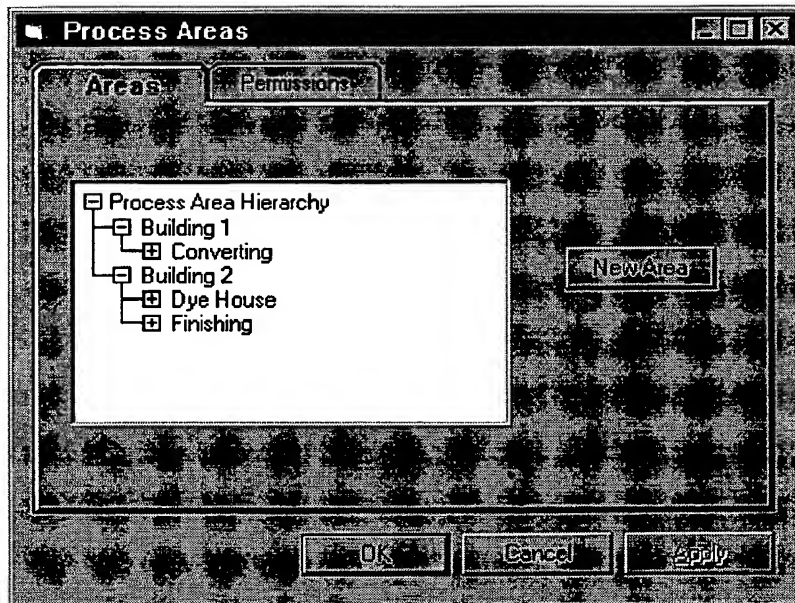 Process Areas
Areas Permissions
Process Area Hierarchy
Building 1
Converting
New Area
Building 2
Dye House
Finishing
OK Cancel Apply